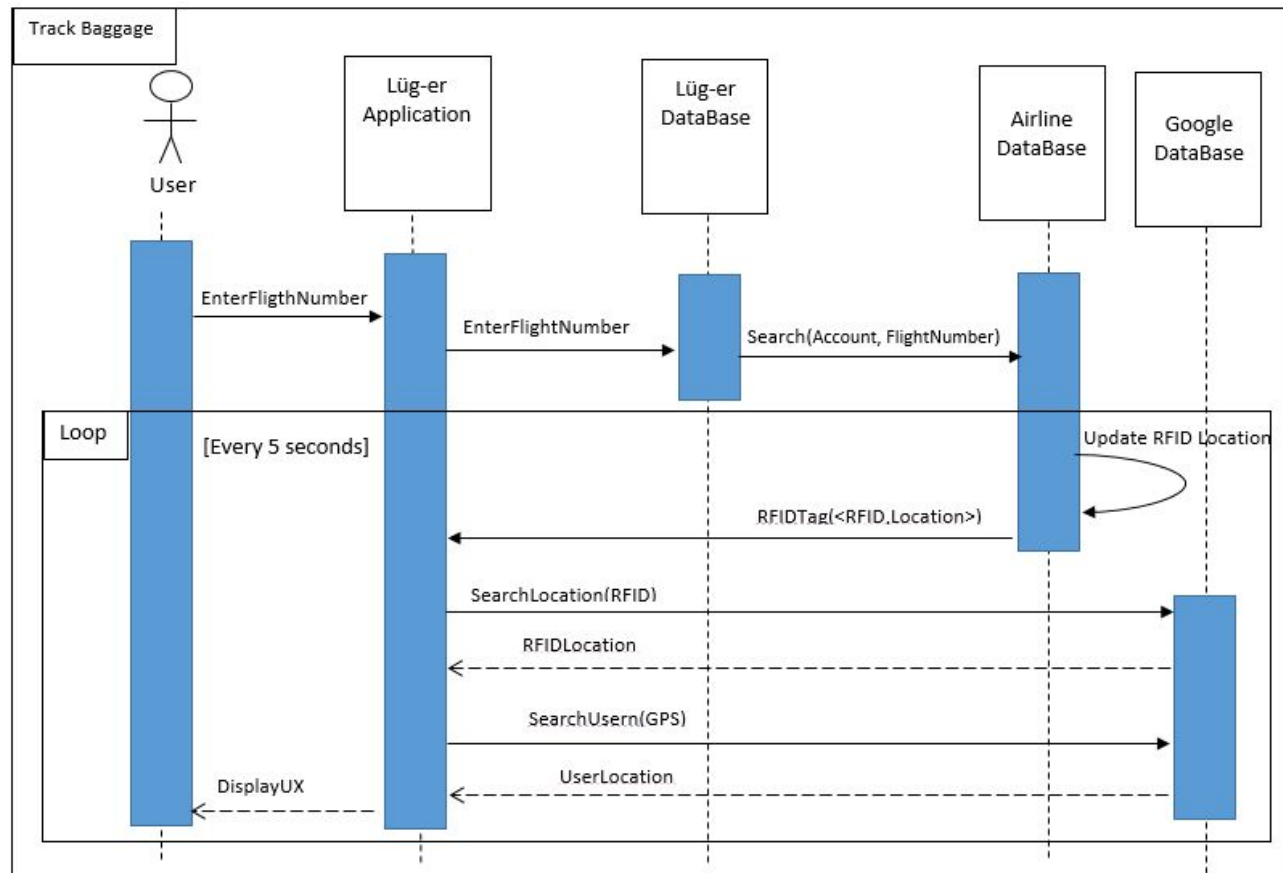 Track Baggage
User
Lüg-er
Application
Lüg-er
DataBase
Airline
DataBase
Google
DataBase
EnterFligthNumber
EnterFlightNumber
Search(Account, FlightNumber)
Loop
[Every 5 seconds]
Update RFID Location
RFIDTag(<RFID,Location>)
SearchLocation(RFID)
RFIDLocation
SearchUsern(GPS)
UserLocation
DisplayUX